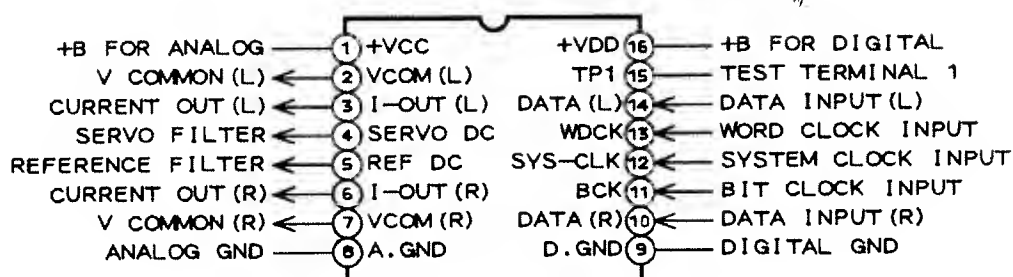 +B FOR ANALOG 1 +VCC +VDD 16 +B FOR DIGITAL
V COMMON (L) 2 VCOM (L) TP1 15 TEST TERMINAL 1
CURRENT OUT (L) 3 I-OUT (L) DATA (L) 14 DATA INPUT (L)
SERVO FILTER 4 SERVO DC WDCK 13 WORD CLOCK INPUT
REFERENCE FILTER 5 REF DC SYS-CLK 12 SYSTEM CLOCK INPUT
CURRENT OUT (R) 6 I-OUT (R) BCK 11 BIT CLOCK INPUT
V COMMON (R) 7 VCOM (R) DATA (R) 10 DATA INPUT (R)
ANALOG GND 8 A.GND D.GND 9 DIGITAL GND